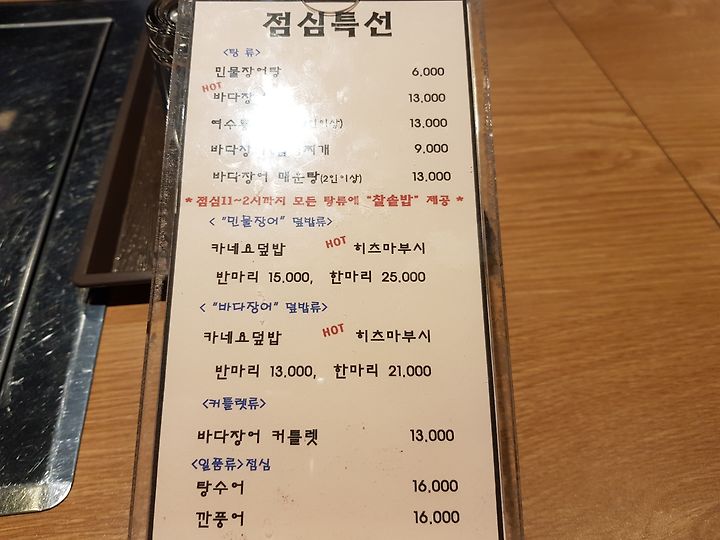 점심특선
<탕 류>
민물장어탕 6,000
HOT
바다장 13,000
여수 이상) 13,000
바다장 찌개 9,000
바다장어 매운탕(2인이상) 13,000
* 점심11~2시까지 모든 탕류에 "찰솔밥" 제공 *
< "민물장어" 덮밥류>
카네요덮밥 HOT 히츠마부시
반마리 15,000, 한마리 25,000
< "바다장어" 덮밥류>
카네요덮밥 HOT 히츠마부시
반마리 13,000, 한마리 21,000
<커틀렛류>
바다장어 커틀렛 13,000
<일품류>점심
탕수어 16,000
깐풍어 16,000